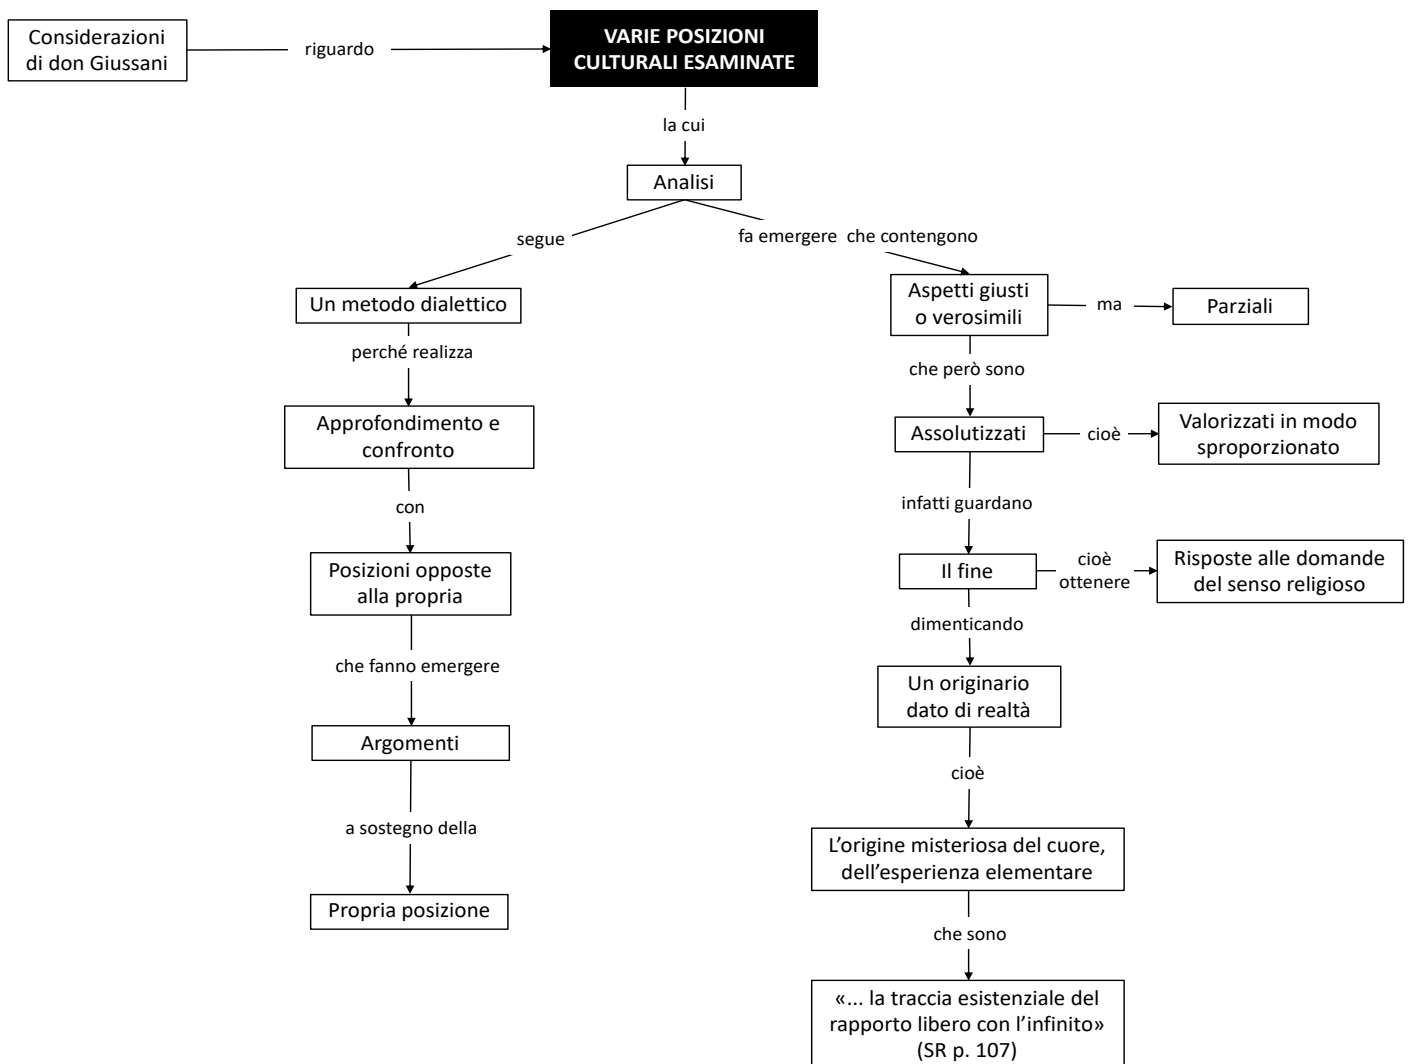 Considerazioni
di don Giussani
riguardo
VARIE POSIZIONI
CULTURALI ESAMINATE
la cui
Analisi
segue
Un metodo dialettico
perché realizza
Approfondimento e
confronto
con
Posizioni opposte
alla propria
che fanno emergere
Argomenti
a sostegno della
Propria posizione
fa emergere che contengono
Aspetti giusti
o verosimili
ma
Parziali
che però sono
Assolutizzati
cioè
Valorizzati in modo
sproporzionato
infatti guardano
Il fine
cioè
ottenere
Risposte alle domande
del senso religioso
dimenticando
Un originario
dato di realtà
cioè
L’origine misteriosa del cuore,
dell’esperienza elementare
che sono
«... la traccia esistenziale del
rapporto libero con l’infinito»
(SR p. 107)